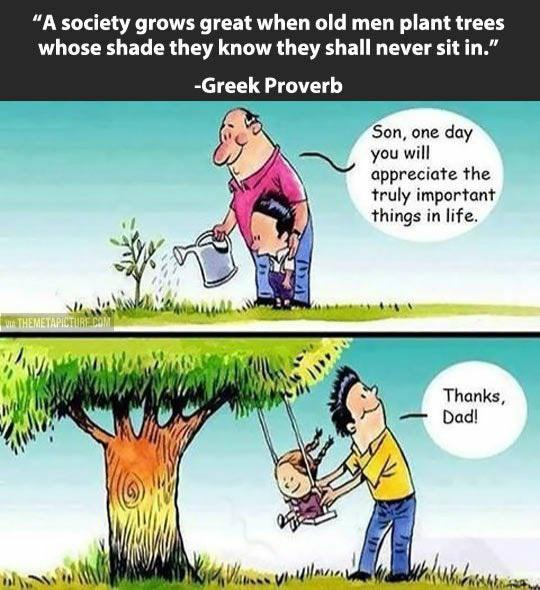 “A society grows great when old men plant trees
whose shade they know they shall never sit in.”
-Greek Proverb
Son, one day
you will
appreciate the
truly important
things in life.
via THEMETAPICTURE.COM
Thanks,
Dad!